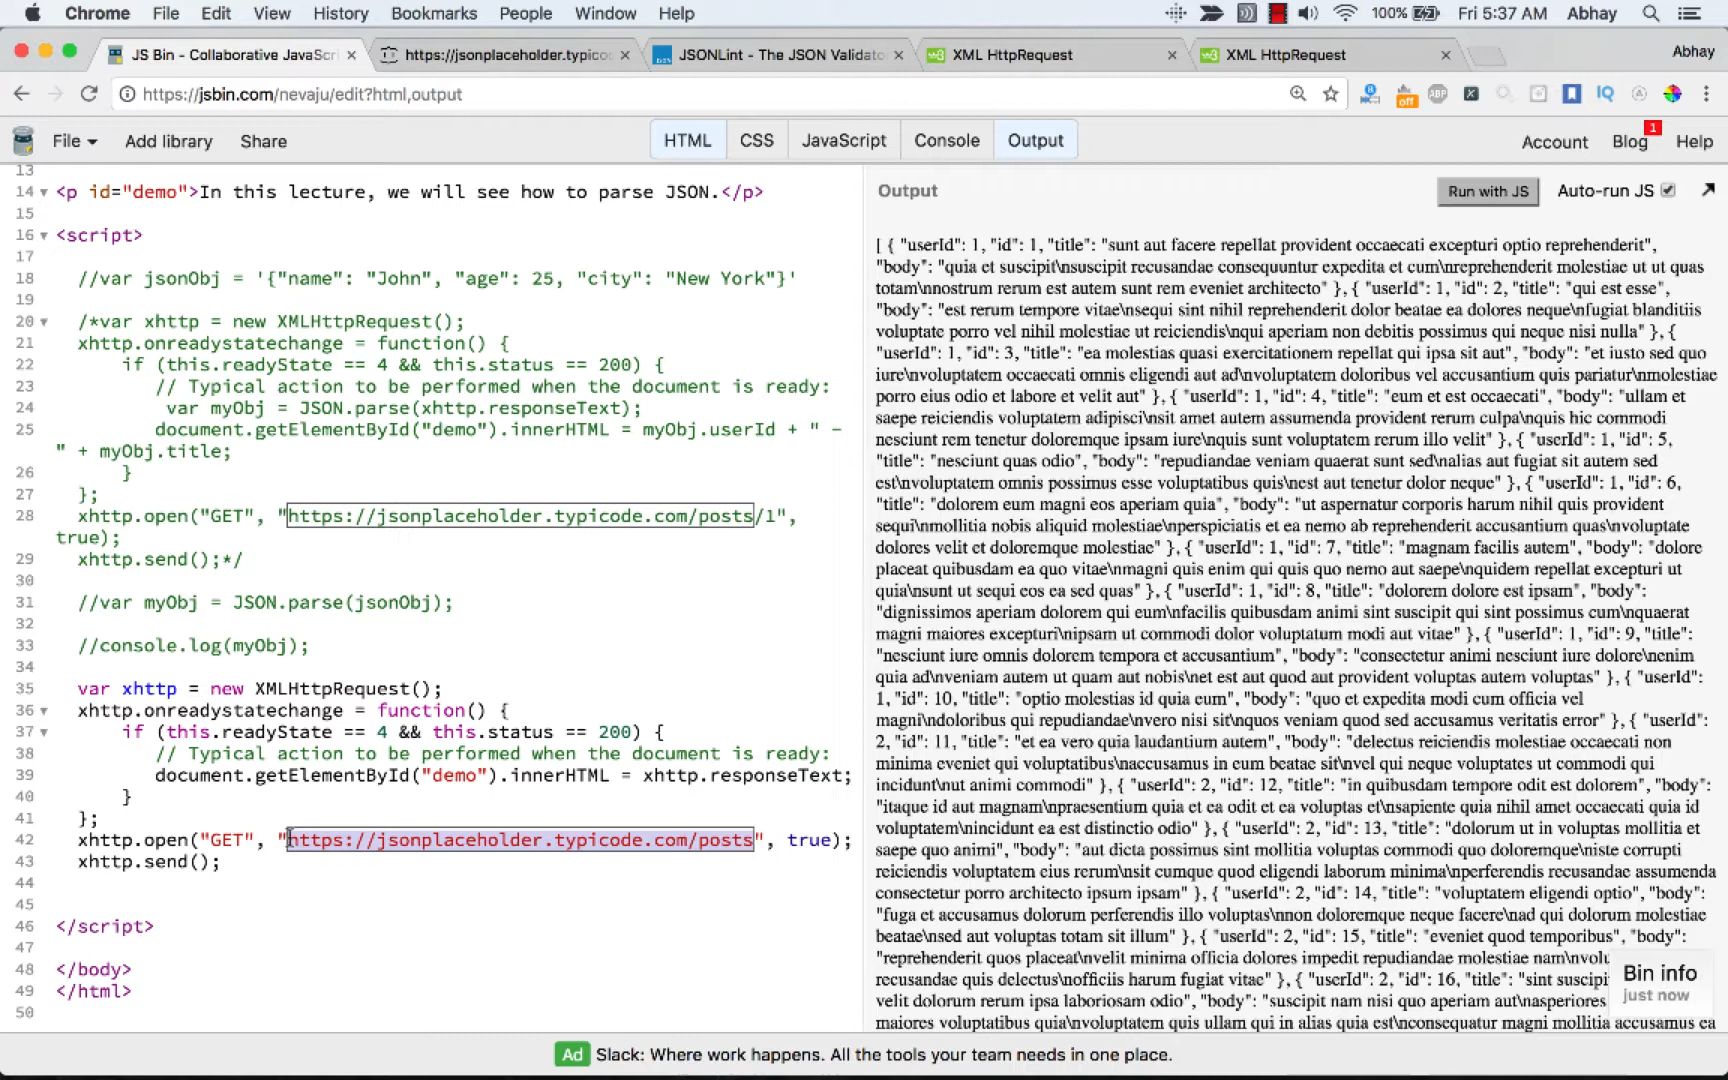 Chrome File Edit View History Bookmarks People Window Help 100% Fri 5:37 AM Abhay
JS Bin - Collaborative JavaScri https://jsonplaceholder.typico JSONLint - The JSON Validato XML HttpRequest XML HttpRequest Abhay
https://jsbin.com/nevaju/edit?html,output
File Add library Share HTML CSS JavaScript Console Output Account Blog 1 Help
13
14 <p id="demo">In this lecture, we will see how to parse JSON.</p>
15
16 <script>
17
18 //var jsonObj = '{"name": "John", "age": 25, "city": "New York"}'
19
20 /*var xhttp = new XMLHttpRequest();
21 xhttp.onreadystatechange = function() {
22 if (this.readyState == 4 && this.status == 200) {
23 // Typical action to be performed when the document is ready:
24 var myObj = JSON.parse(xhttp.responseText);
25 document.getElementById("demo").innerHTML = myObj.userId + " –
" + myObj.title;
26 }
27 };
28 xhttp.open("GET", "https://jsonplaceholder.typicode.com/posts/1",
true);
29 xhttp.send();*/
30
31 //var myObj = JSON.parse(jsonObj);
32
33 //console.log(myObj);
34
35 var xhttp = new XMLHttpRequest();
36 xhttp.onreadystatechange = function() {
37 if (this.readyState == 4 && this.status == 200) {
38 // Typical action to be performed when the document is ready:
39 document.getElementById("demo").innerHTML = xhttp.responseText;
40 }
41 };
42 xhttp.open("GET", "https://jsonplaceholder.typicode.com/posts", true);
43 xhttp.send();
44
45
46 </script>
47
48 </body>
49 </html>
50
Output Run with JS Auto-run JS
[ { "userId": 1, "id": 1, "title": "sunt aut facere repellat provident occaecati excepturi optio reprehenderit",
"body": "quia et suscipit\nsuscipit recusandae consequuntur expedita et cum\nreprehenderit molestiae ut ut quas
totam\nnostrum rerum est autem sunt rem eveniet architecto" }, { "userId": 1, "id": 2, "title": "qui est esse",
"body": "est rerum tempore vitae\nsequi sint nihil reprehenderit dolor beatae ea dolores neque\nfugiat blanditiis
voluptate porro vel nihil molestiae ut reiciendis\nqui aperiam non debitis possimus qui neque nisi nulla" }, {
"userId": 1, "id": 3, "title": "ea molestias quasi exercitationem repellat qui ipsa sit aut", "body": "et iusto sed quo
iure\nvoluptatem occaecati omnis eligendi aut ad\nvoluptatem doloribus vel accusantium quis pariatur\nmolestiae
porro eius odio et labore et velit aut" }, { "userId": 1, "id": 4, "title": "eum et est occaecati", "body": "ullam et
saepe reiciendis voluptatem adipisci\nsit amet autem assumenda provident rerum culpa\nquis hic commodi
nesciunt rem tenetur doloremque ipsam iure\nquis sunt voluptatem rerum illo velit" }, { "userId": 1, "id": 5,
"title": "nesciunt quas odio", "body": "repudiandae veniam quaerat sunt sed\nalias aut fugiat sit autem sed
est\nvoluptatem omnis possimus esse voluptatibus quis\nest aut tenetur dolor neque" }, { "userId": 1, "id": 6,
"title": "dolorem eum magni eos aperiam quia", "body": "ut aspernatur corporis harum nihil quis provident
sequi\nmollitia nobis aliquid molestiae\nperspiciatis et ea nemo ab reprehenderit accusantium quas\nvoluptate
dolores velit et doloremque molestiae" }, { "userId": 1, "id": 7, "title": "magnam facilis autem", "body": "dolore
placeat quibusdam ea quo vitae\nmagni quis enim qui quis quo nemo aut saepe\nquidem repellat excepturi ut
quia\nsunt ut sequi eos ea sed quas" }, { "userId": 1, "id": 8, "title": "dolorem dolore est ipsam", "body":
"dignissimos aperiam dolorem qui eum\nfacilis quibusdam animi sint suscipit qui sint possimus cum\nquaerat
magni maiores excepturi\nipsam ut commodi dolor voluptatum modi aut vitae" }, { "userId": 1, "id": 9, "title":
"nesciunt iure omnis dolorem tempora et accusantium", "body": "consectetur animi nesciunt iure dolore\nenim
quia ad\nveniam autem ut quam aut nobis\net est aut quod aut provident voluptas autem voluptas" }, { "userId":
1, "id": 10, "title": "optio molestias id quia eum", "body": "quo et expedita modi cum officia vel
magni\ndoloribus qui repudiandae\nvero nisi sit\nquos veniam quod sed accusamus veritatis error" }, { "userId":
2, "id": 11, "title": "et ea vero quia laudantium autem", "body": "delectus reiciendis molestiae occaecati non
minima eveniet qui voluptatibus\naccusamus in eum beatae sit\nvel qui neque voluptates ut commodi qui
incidunt\nut animi commodi" }, { "userId": 2, "id": 12, "title": "in quibusdam tempore odit est dolorem", "body":
"itaque id aut magnam\npraesentium quia et ea odit et ea voluptas et\nsapiente quia nihil amet occaecati quia id
voluptatem\nincidunt ea est distinctio odio" }, { "userId": 2, "id": 13, "title": "dolorum ut in voluptas mollitia et
saepe quo animi", "body": "aut dicta possimus sint mollitia voluptas commodi quo doloremque\niste corrupti
reiciendis voluptatem eius rerum\nsit cumque quod eligendi laborum minima\nperferendis recusandae assumenda
consectetur porro architecto ipsum ipsam" }, { "userId": 2, "id": 14, "title": "voluptatem eligendi optio", "body":
"fuga et accusamus dolorum perferendis illo voluptas\nnon doloremque neque facere\nad qui dolorum molestiae
beatae\nsed aut voluptas totam sit illum" }, { "userId": 2, "id": 15, "title": "eveniet quod temporibus", "body":
"reprehenderit quos placeat\nvelit minima officia dolores impedit repudiandae molestiae nam\nvolu
recusandae quis delectus\nofficiis harum fugiat vitae" }, { "userId": 2, "id": 16, "title": "sint suscipi
velit dolorum rerum ipsa laboriosam odio", "body": "suscipit nam nisi quo aperiam aut\nasperiores
maiores voluptatibus quia\nvoluptatem quis ullam qui in alias quia est\nconsequatur magni mollitia accusamus ea
Bin info
just now
Ad Slack: Where work happens. All the tools your team needs in one place.